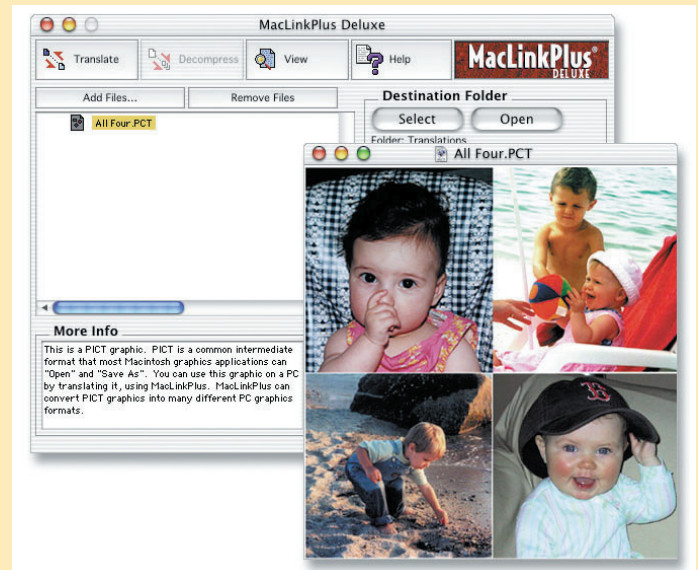 MacLinkPlus Deluxe
Translate
Decompress
View
Help
MacLinkPlus®
DELUXE
Add Files...
Remove Files
Destination Folder
All Four.PCT
Select
Open
Folder: Translations
All Four.PCT
More Info
This is a PICT graphic. PICT is a common intermediate
format that most Macintosh graphics applications can
"Open" and "Save As". You can use this graphic on a PC
by translating it, using MacLinkPlus. MacLinkPlus can
convert PICT graphics into many different PC graphics
formats.
B